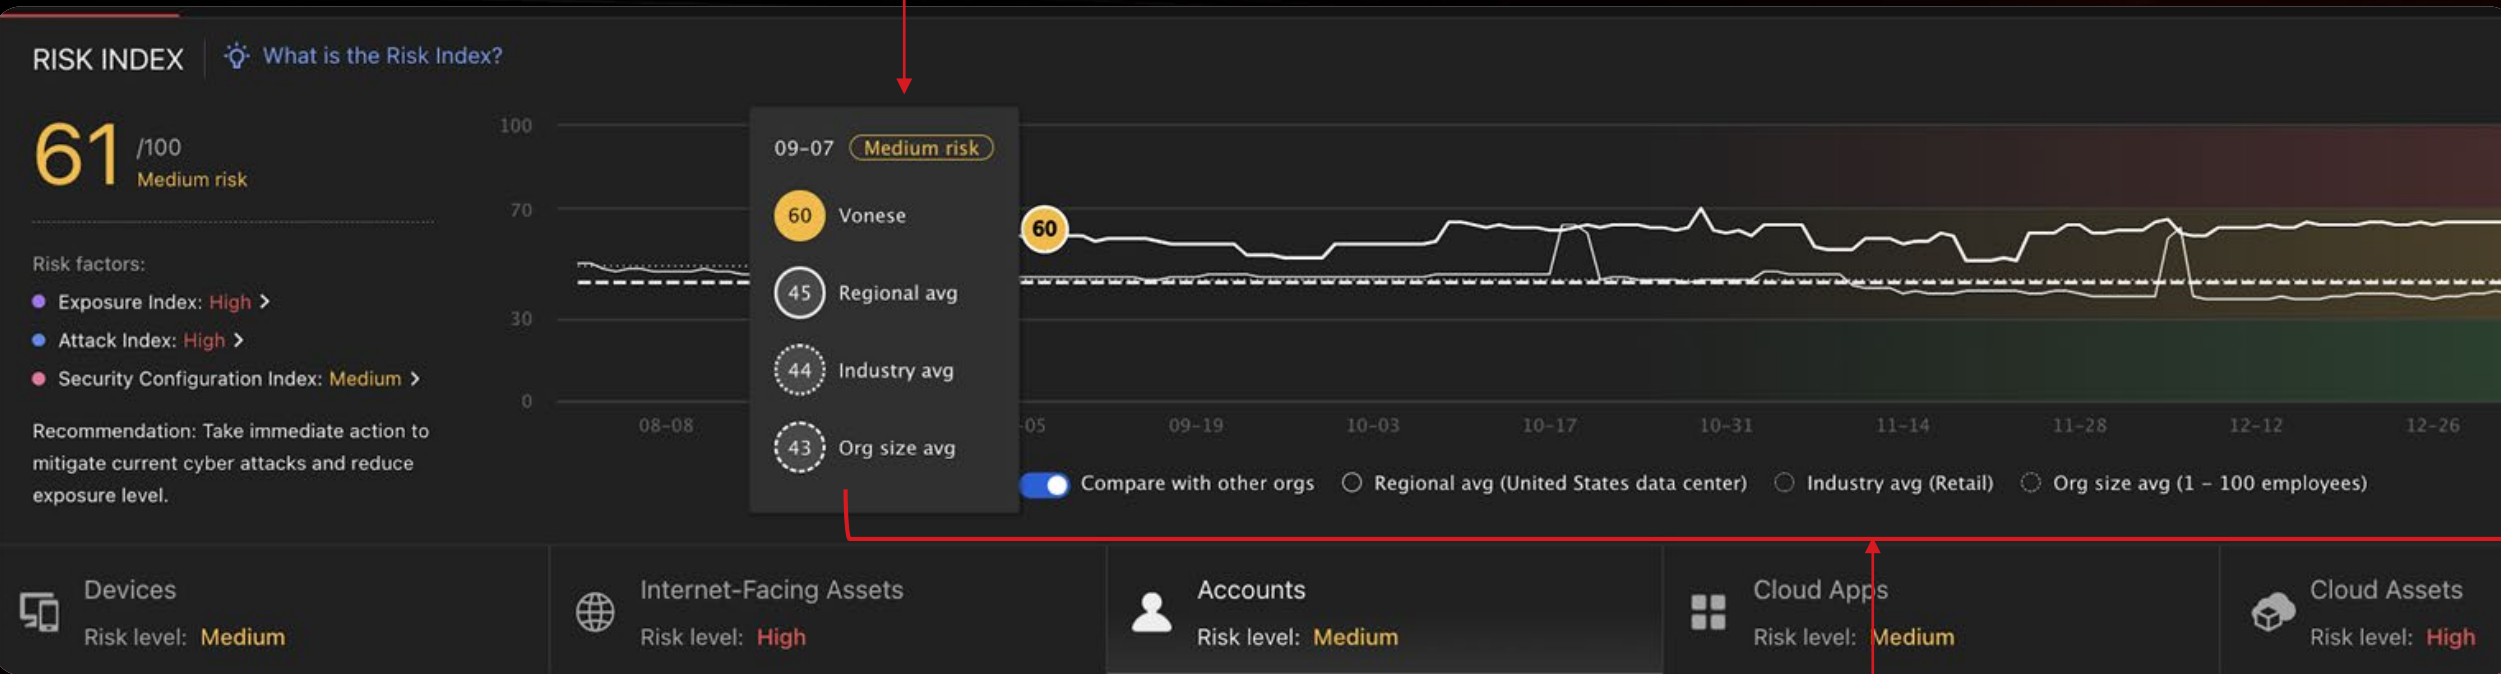 RISK INDEX
What is the Risk Index?
61 /100
Medium risk
Risk factors:
Exposure Index: High
Attack Index: High
Security Configuration Index: Medium
Recommendation: Take immediate action to
mitigate current cyber attacks and reduce
exposure level.
100
70
30
0
09-07 Medium risk
60 Vonese
45 Regional avg
44 Industry avg
43 Org size avg
60
08-08
-05
09-19
10-03
10-17
10-31
11-14
11-28
12-12
12-26
Compare with other orgs
Regional avg (United States data center)
Industry avg (Retail)
Org size avg (1 – 100 employees)
Devices
Risk level: Medium
Internet-Facing Assets
Risk level: High
Accounts
Risk level: Medium
Cloud Apps
Risk level: Medium
Cloud Assets
Risk level: High